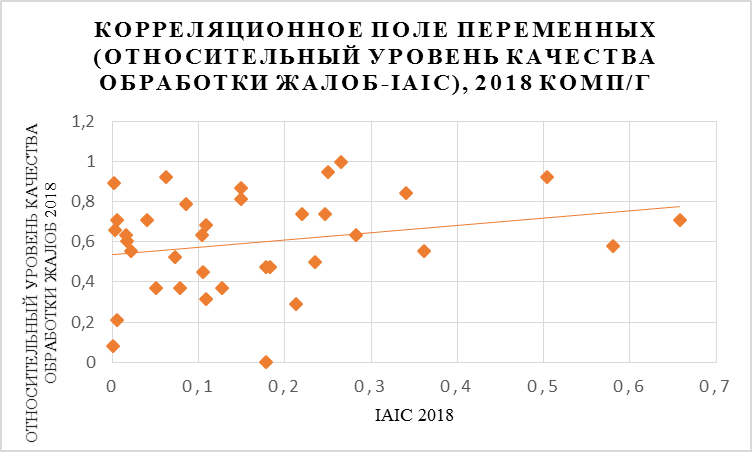 КОРРЕЛЯЦИОННОЕ ПОЛЕ ПЕРЕМЕННЫХ
(ОТНОСИТЕЛЬНЫЙ УРОВЕНЬ КАЧЕСТВА
ОБРАБОТКИ ЖАЛОБ-IAIC), 2018 КОМП/Г
ОТНОСИТЕЛЬНЫЙ УРОВЕНЬ КАЧЕСТВА
ОБРАБОТКИ ЖАЛОБ 2018
1,2
1
0,8
0,6
0,4
0,2
0
0 0,1 0,2 0,3 0,4 0,5 0,6 0,7
IAIC 2018